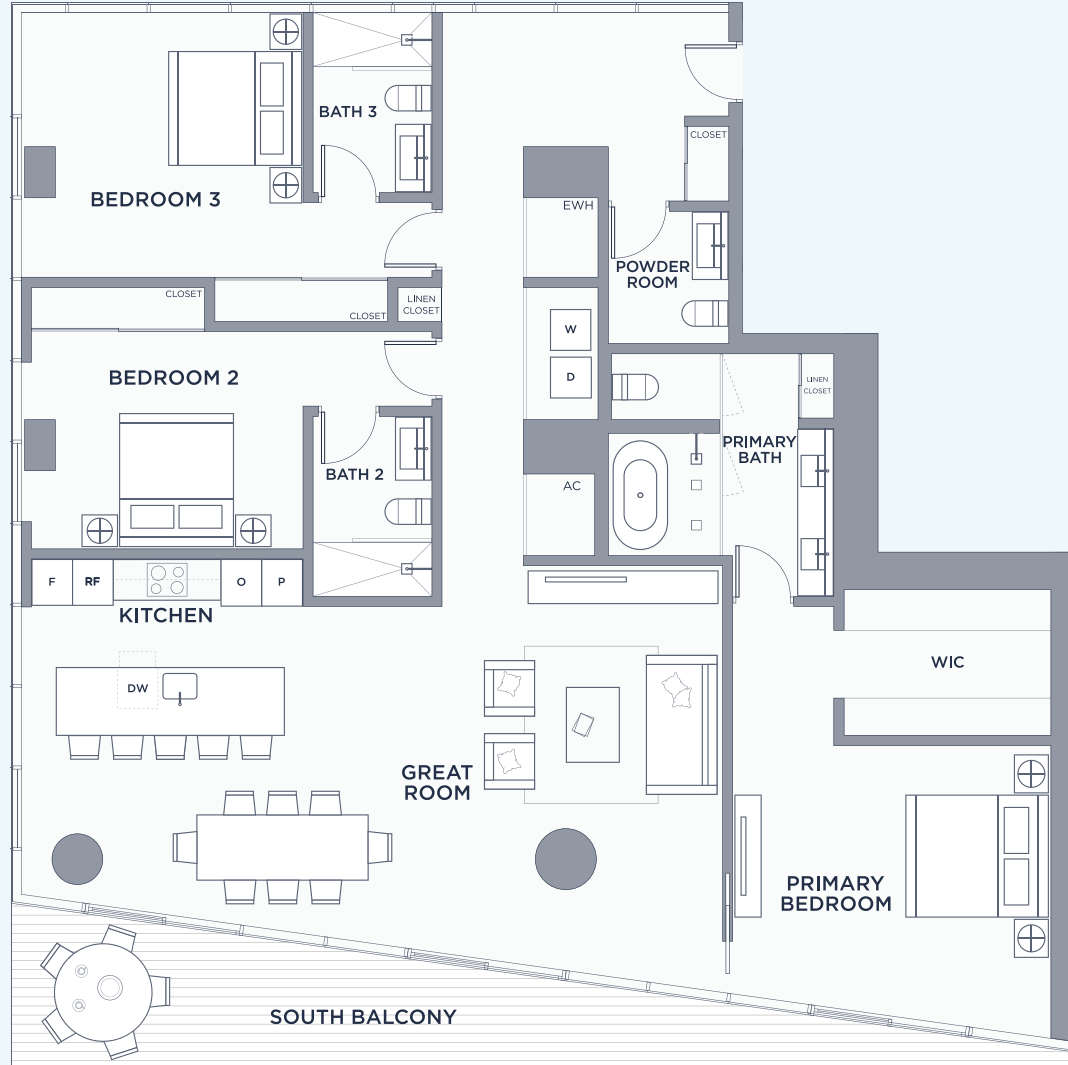 BATH 3
CLOSET
BEDROOM 3
EWH
POWDER
ROOM
CLOSET
LINEN
CLOSET
CLOSET
W
BEDROOM 2
D
LINEN
CLOSET
PRIMARY
BATH
BATH 2
AC
F
RF
O
P
KITCHEN
WIC
DW
GREAT
ROOM
PRIMARY
BEDROOM
SOUTH BALCONY